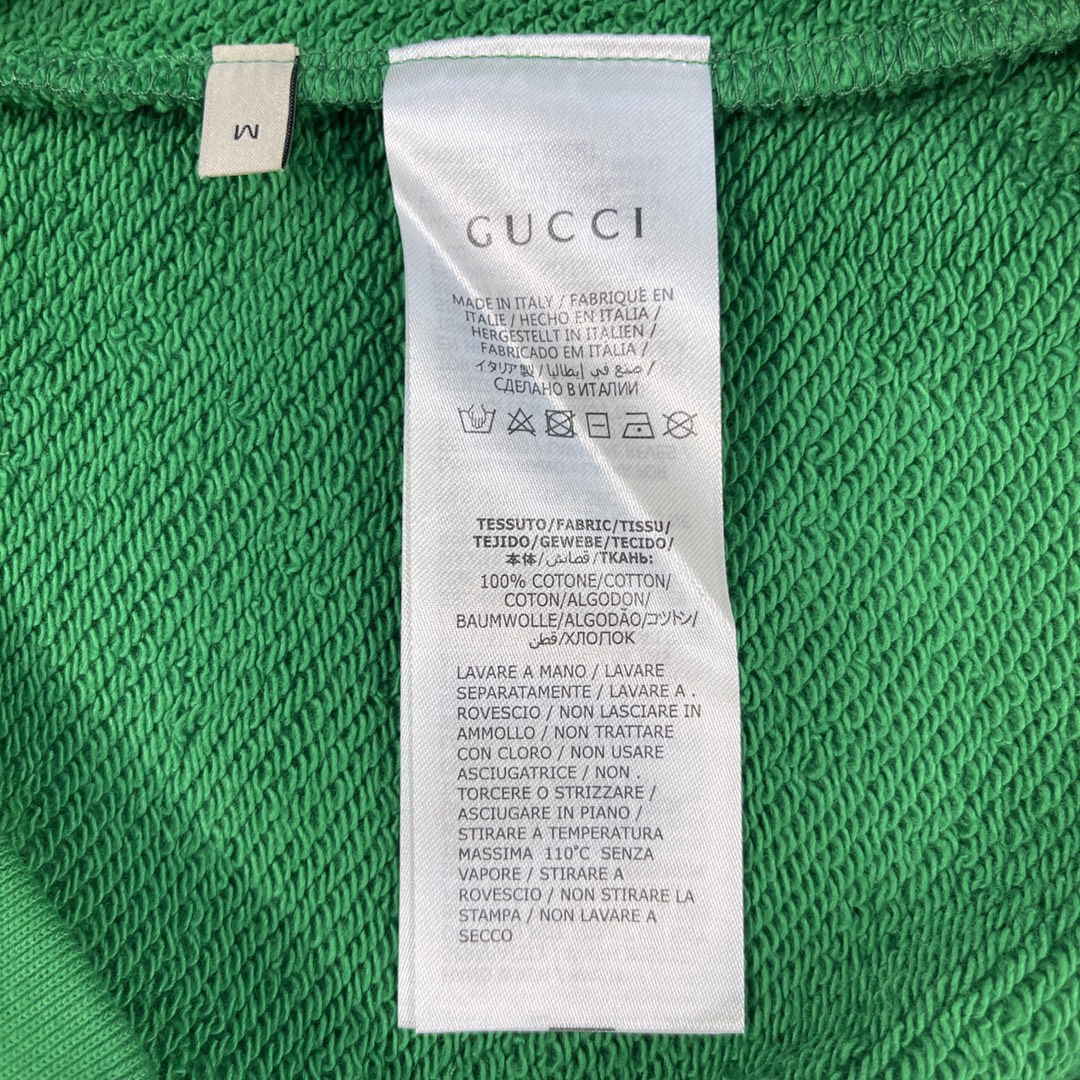 M
GUCCI
MADE IN ITALY / FABRIQUÉ EN
ITALIE / HECHO EN ITALIA /
HERGESTELLT IN ITALIEN /
FABRICADO EM ITÁLIA /
イタリア製 / صنع في إيطاليا /
СДЕЛАНО В ИТАЛИИ
TESSUTO/FABRIC/TISSU/
TEJIDO/GEWEBE/TECIDO/
本体/قماش/ТКАНЬ:
100% COTONE/COTTON/
COTON/ALGODON/
BAUMWOLLE/ALGODÃO/コツトン/
قطن/ХЛОПОК
LAVARE A MANO / LAVARE
SEPARATAMENTE / LAVARE A .
ROVESCIO / NON LASCIARE IN
AMMOLLO / NON TRATTARE
CON CLORO / NON USARE
ASCIUGATRICE / NON .
TORCERE O STRIZZARE /
ASCIUGARE IN PIANO /
STIRARE A TEMPERATURA
MASSIMA 110°C SENZA
VAPORE / STIRARE A
ROVESCIO / NON STIRARE LA
STAMPA / NON LAVARE A
SECCO